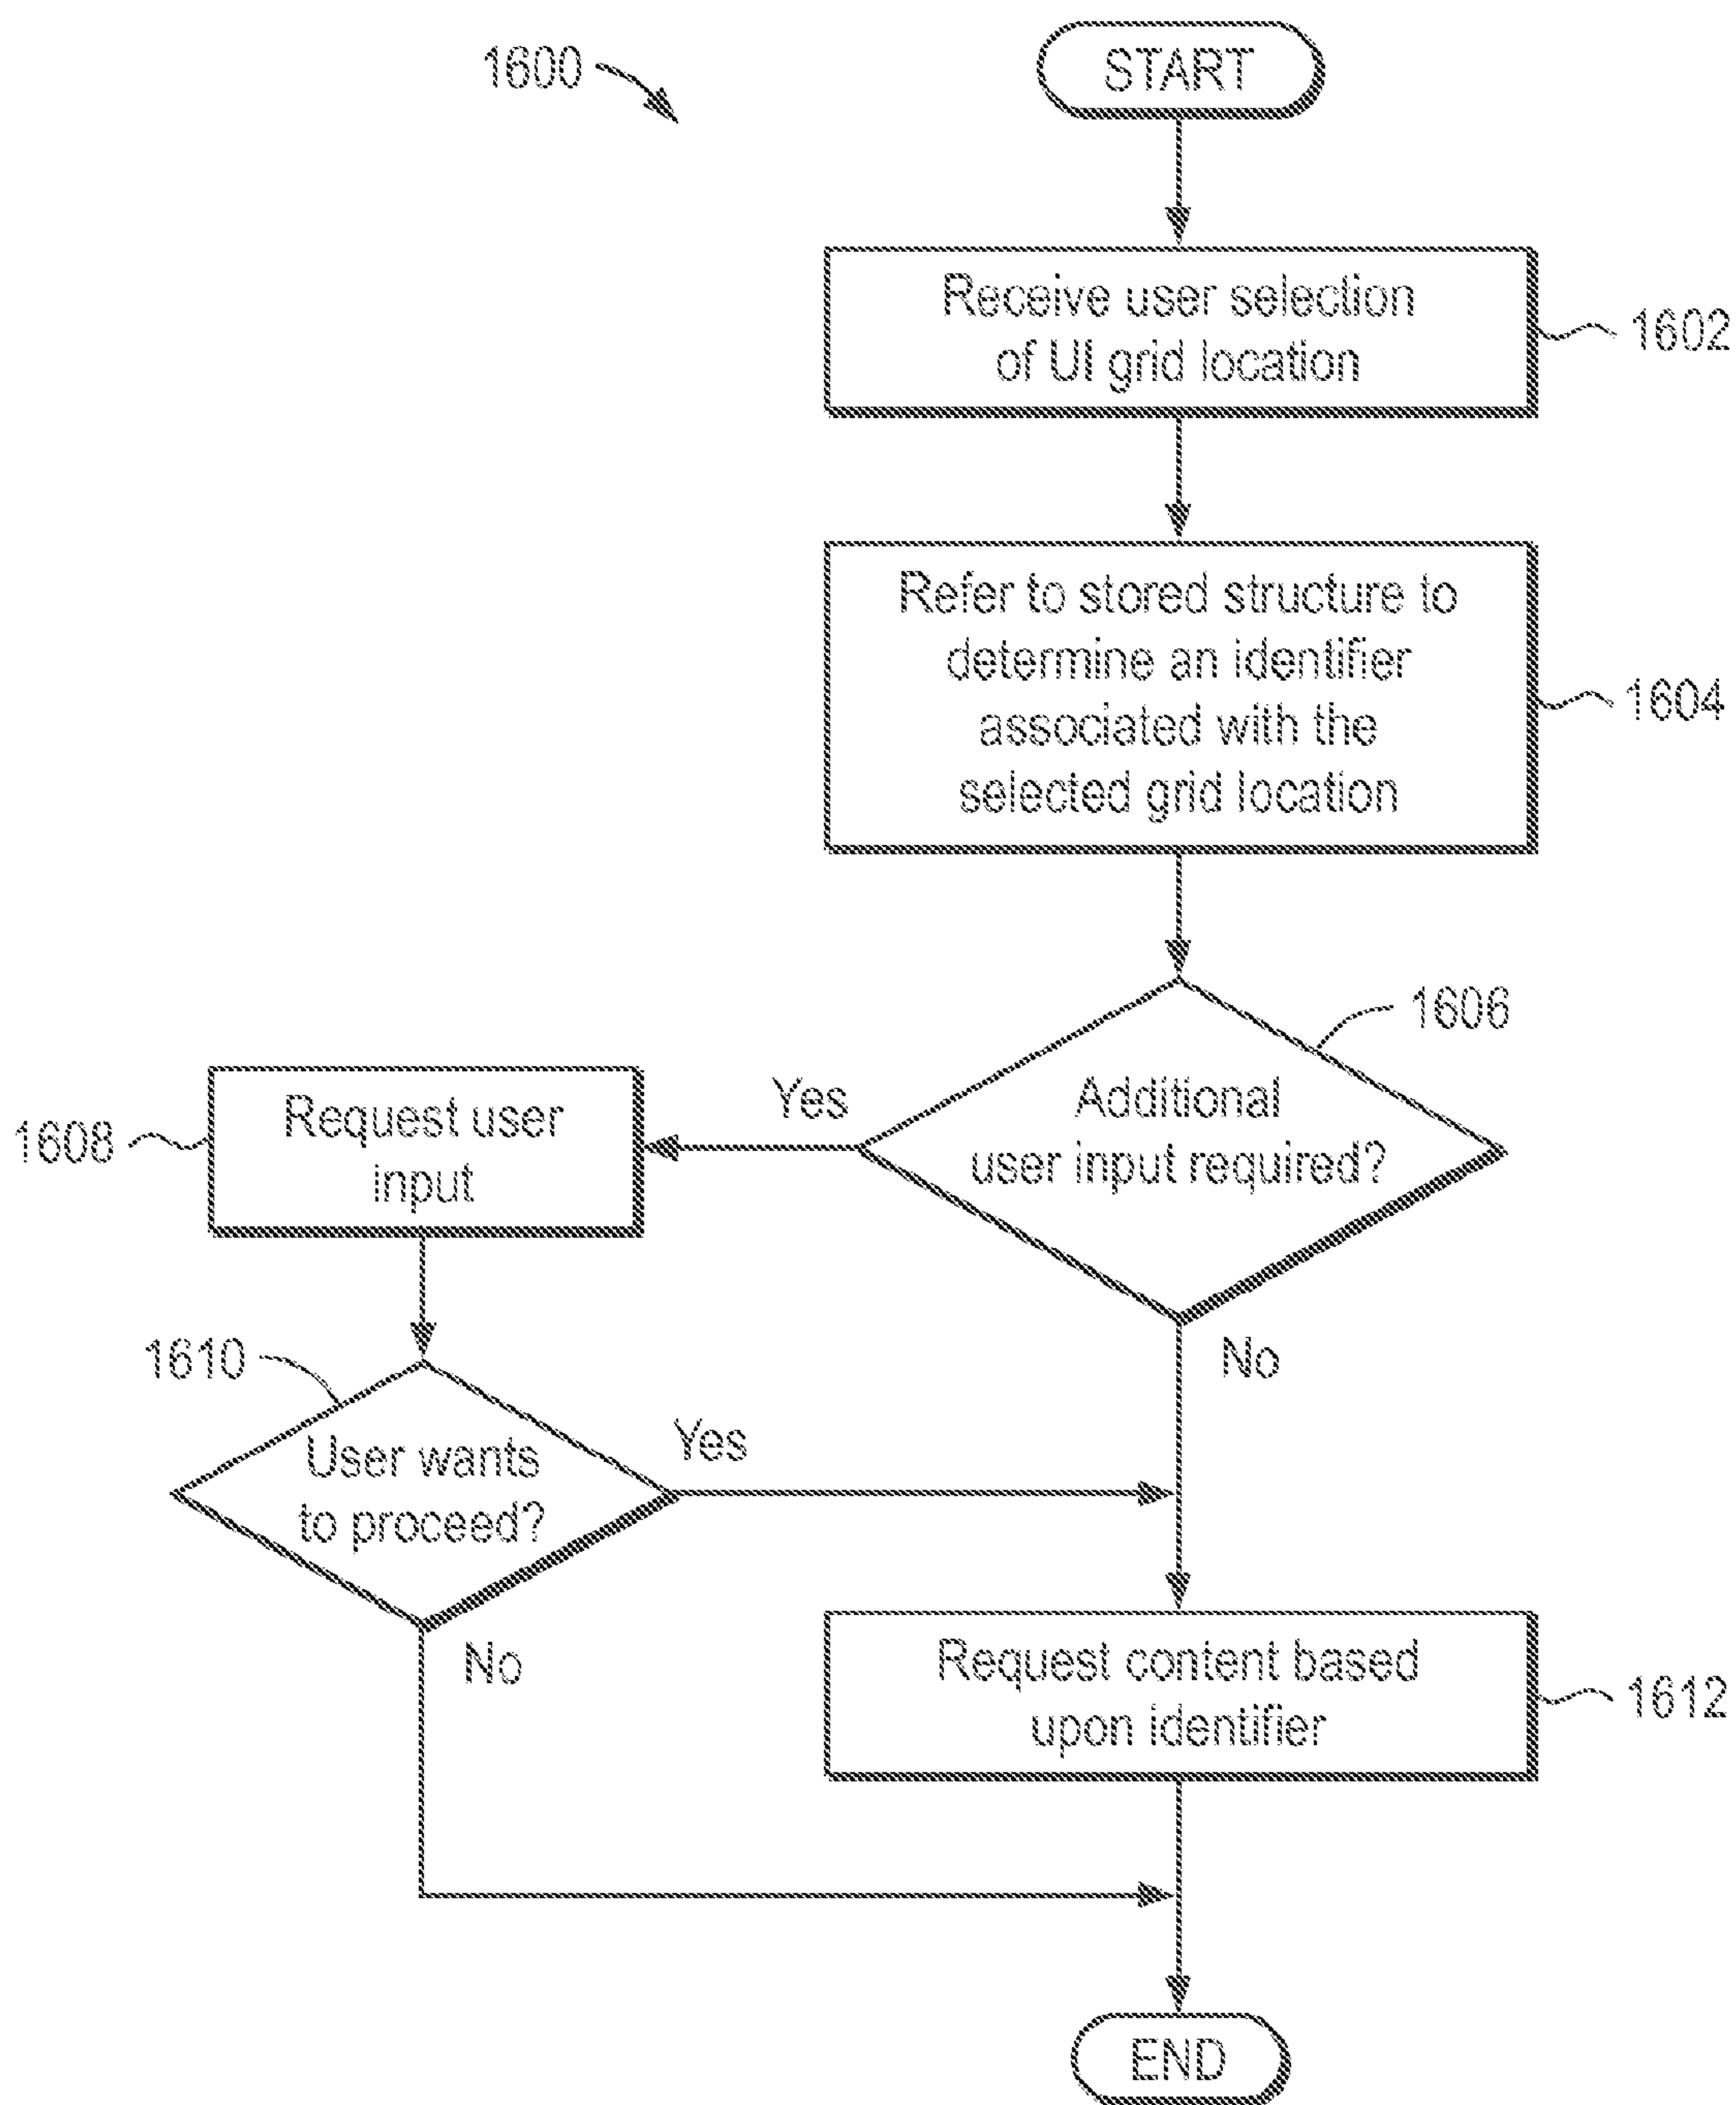 1600
START
Receive user selection
of UI grid location
1602
Refer to stored structure to
determine an identifier
associated with the
selected grid location
1604
1606
Additional
user input required?
Yes
No
1608
Request user
input
1610
User wants
to proceed?
Yes
No
Request content based
upon identifier
1612
END